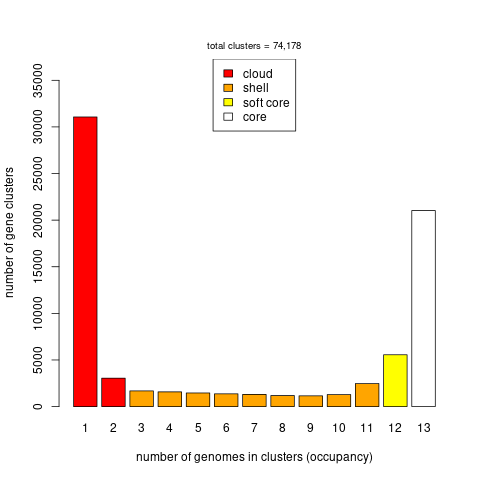 total clusters = 74,178
cloud
shell
soft core
core
number of gene clusters
35000
30000
25000
20000
15000
10000
5000
0
1 2 3 4 5 6 7 8 9 10 11 12 13
number of genomes in clusters (occupancy)